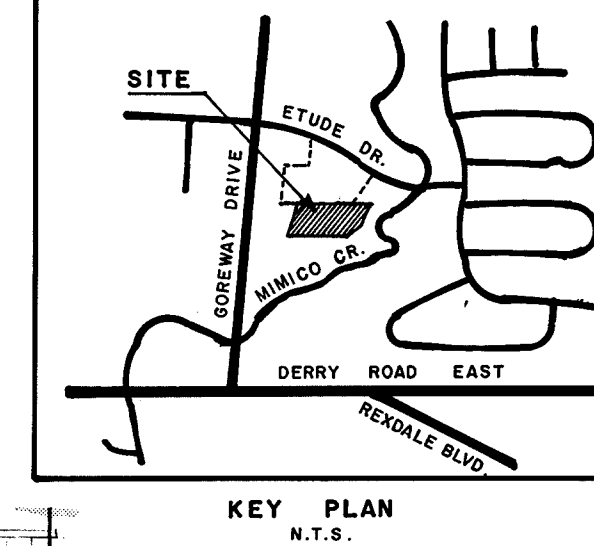 SITE
ETUDE DR.
GOREWAY DRIVE
MIMICO CR.
DERRY ROAD EAST
REXDALE BLVD.
KEY PLAN
N.T.S.